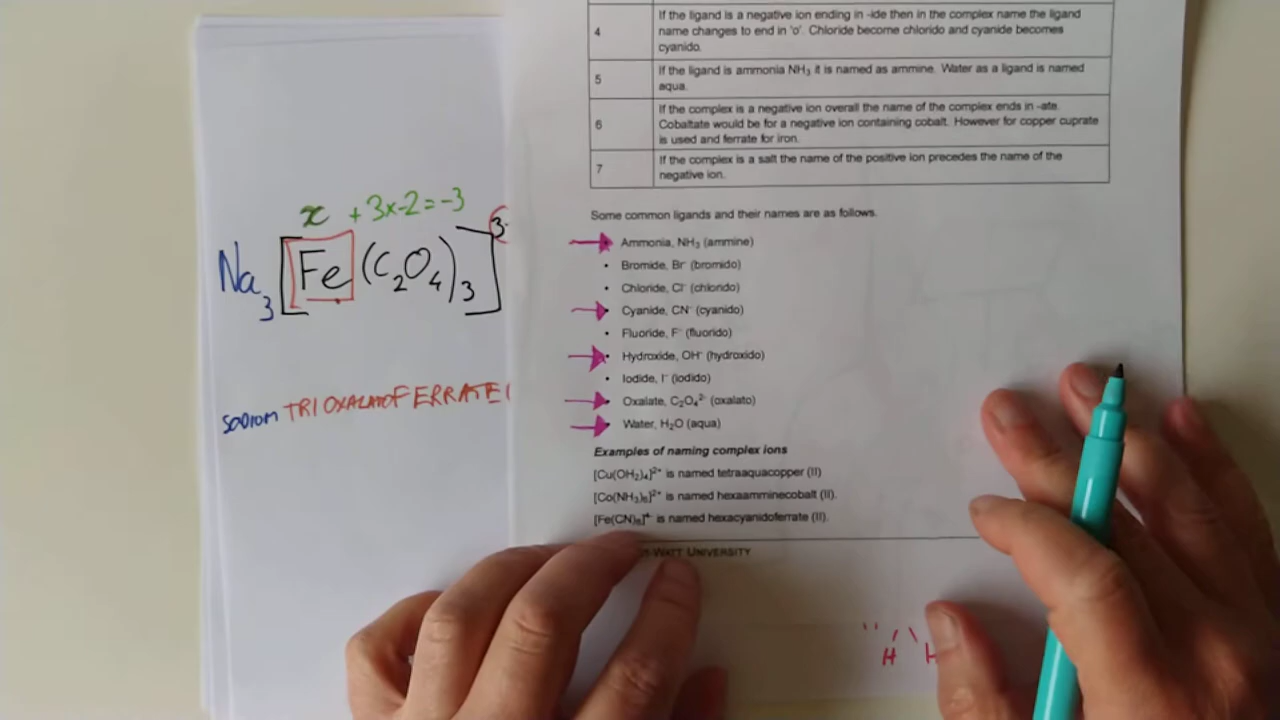 4
If the ligand is a negative ion ending in -ide then in the complex name the ligand
name changes to end in 'o'. Chloride become chlorido and cyanide becomes
cyanido.
5
If the ligand is ammonia NH₃ it is named as ammine. Water as a ligand is named
aqua.
6
If the complex is a negative ion overall the name of the complex ends in -ate.
Cobaltate would be for a negative ion containing cobalt. However for copper cuprate
is used and ferrate for iron.
7
If the complex is a salt the name of the positive ion precedes the name of the
negative ion.
Some common ligands and their names are as follows.
Ammonia, NH₃ (ammine)
• Bromide, Br⁻ (bromido)
• Chloride, Cl⁻ (chlorido)
• Cyanide, CN⁻ (cyanido)
• Fluoride, F⁻ (fluorido)
• Hydroxide, OH⁻ (hydroxido)
• Iodide, I⁻ (iodido)
• Oxalate, C₂O₄²⁻ (oxalato)
• Water, H₂O (aqua)
Examples of naming complex ions
[Cu(OH₂)₄]²⁺ is named tetraaquacopper (II)
[Co(NH₃)₆]²⁺ is named hexaamminecobalt (II).
[Fe(CN)₆]⁴⁻ is named hexacyanidoferrate (II).
WATT UNIVERSITY
x + 3x-2 = -3
Na₃[Fe(C₂O₄)₃]³⁻
SODIUM TRIOXALATOFERRATE(
H H